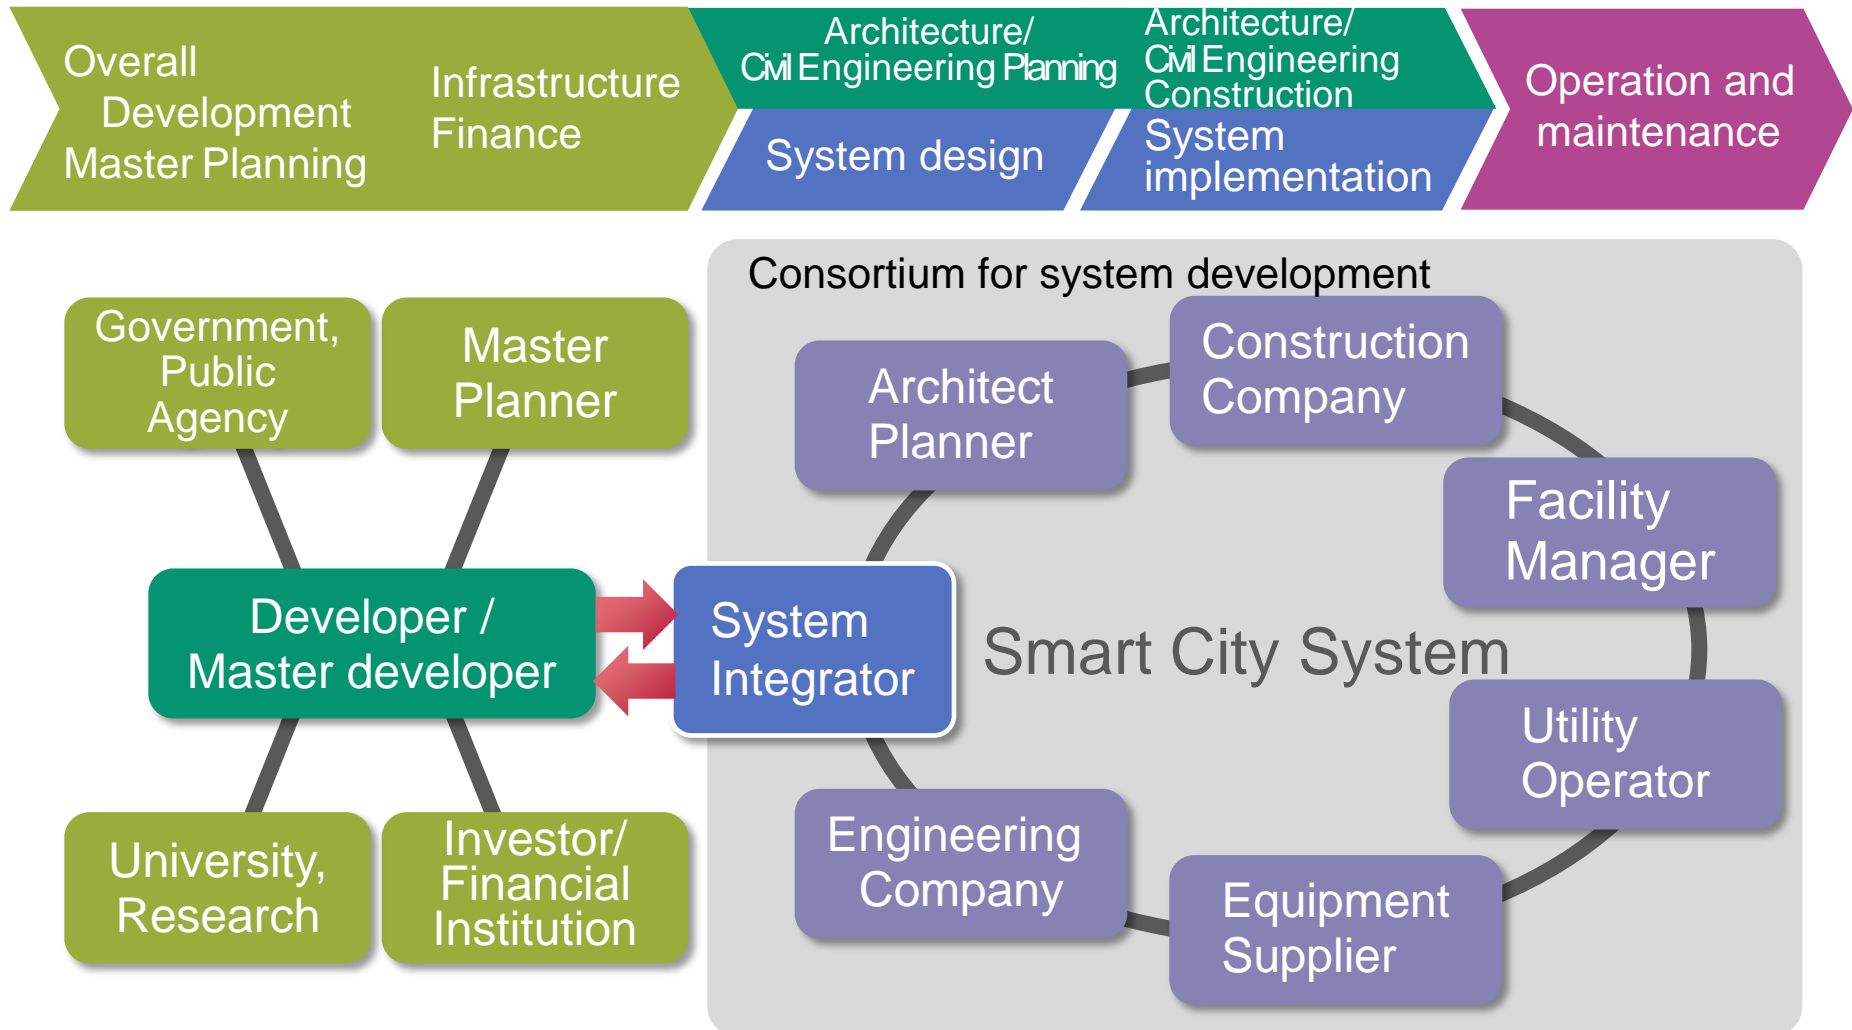 Overall
Development
Master Planning
Infrastructure
Finance
Architecture/
Civil Engineering Planning
System design
Architecture/
Civil Engineering
Construction
System
implementation
Operation and
maintenance
Consortium for system development
Government,
Public
Agency
Master
Planner
Developer /
Master developer
University,
Research
Investor/
Financial
Institution
System
Integrator
Architect
Planner
Construction
Company
Facility
Manager
Smart City System
Utility
Operator
Engineering
Company
Equipment
Supplier